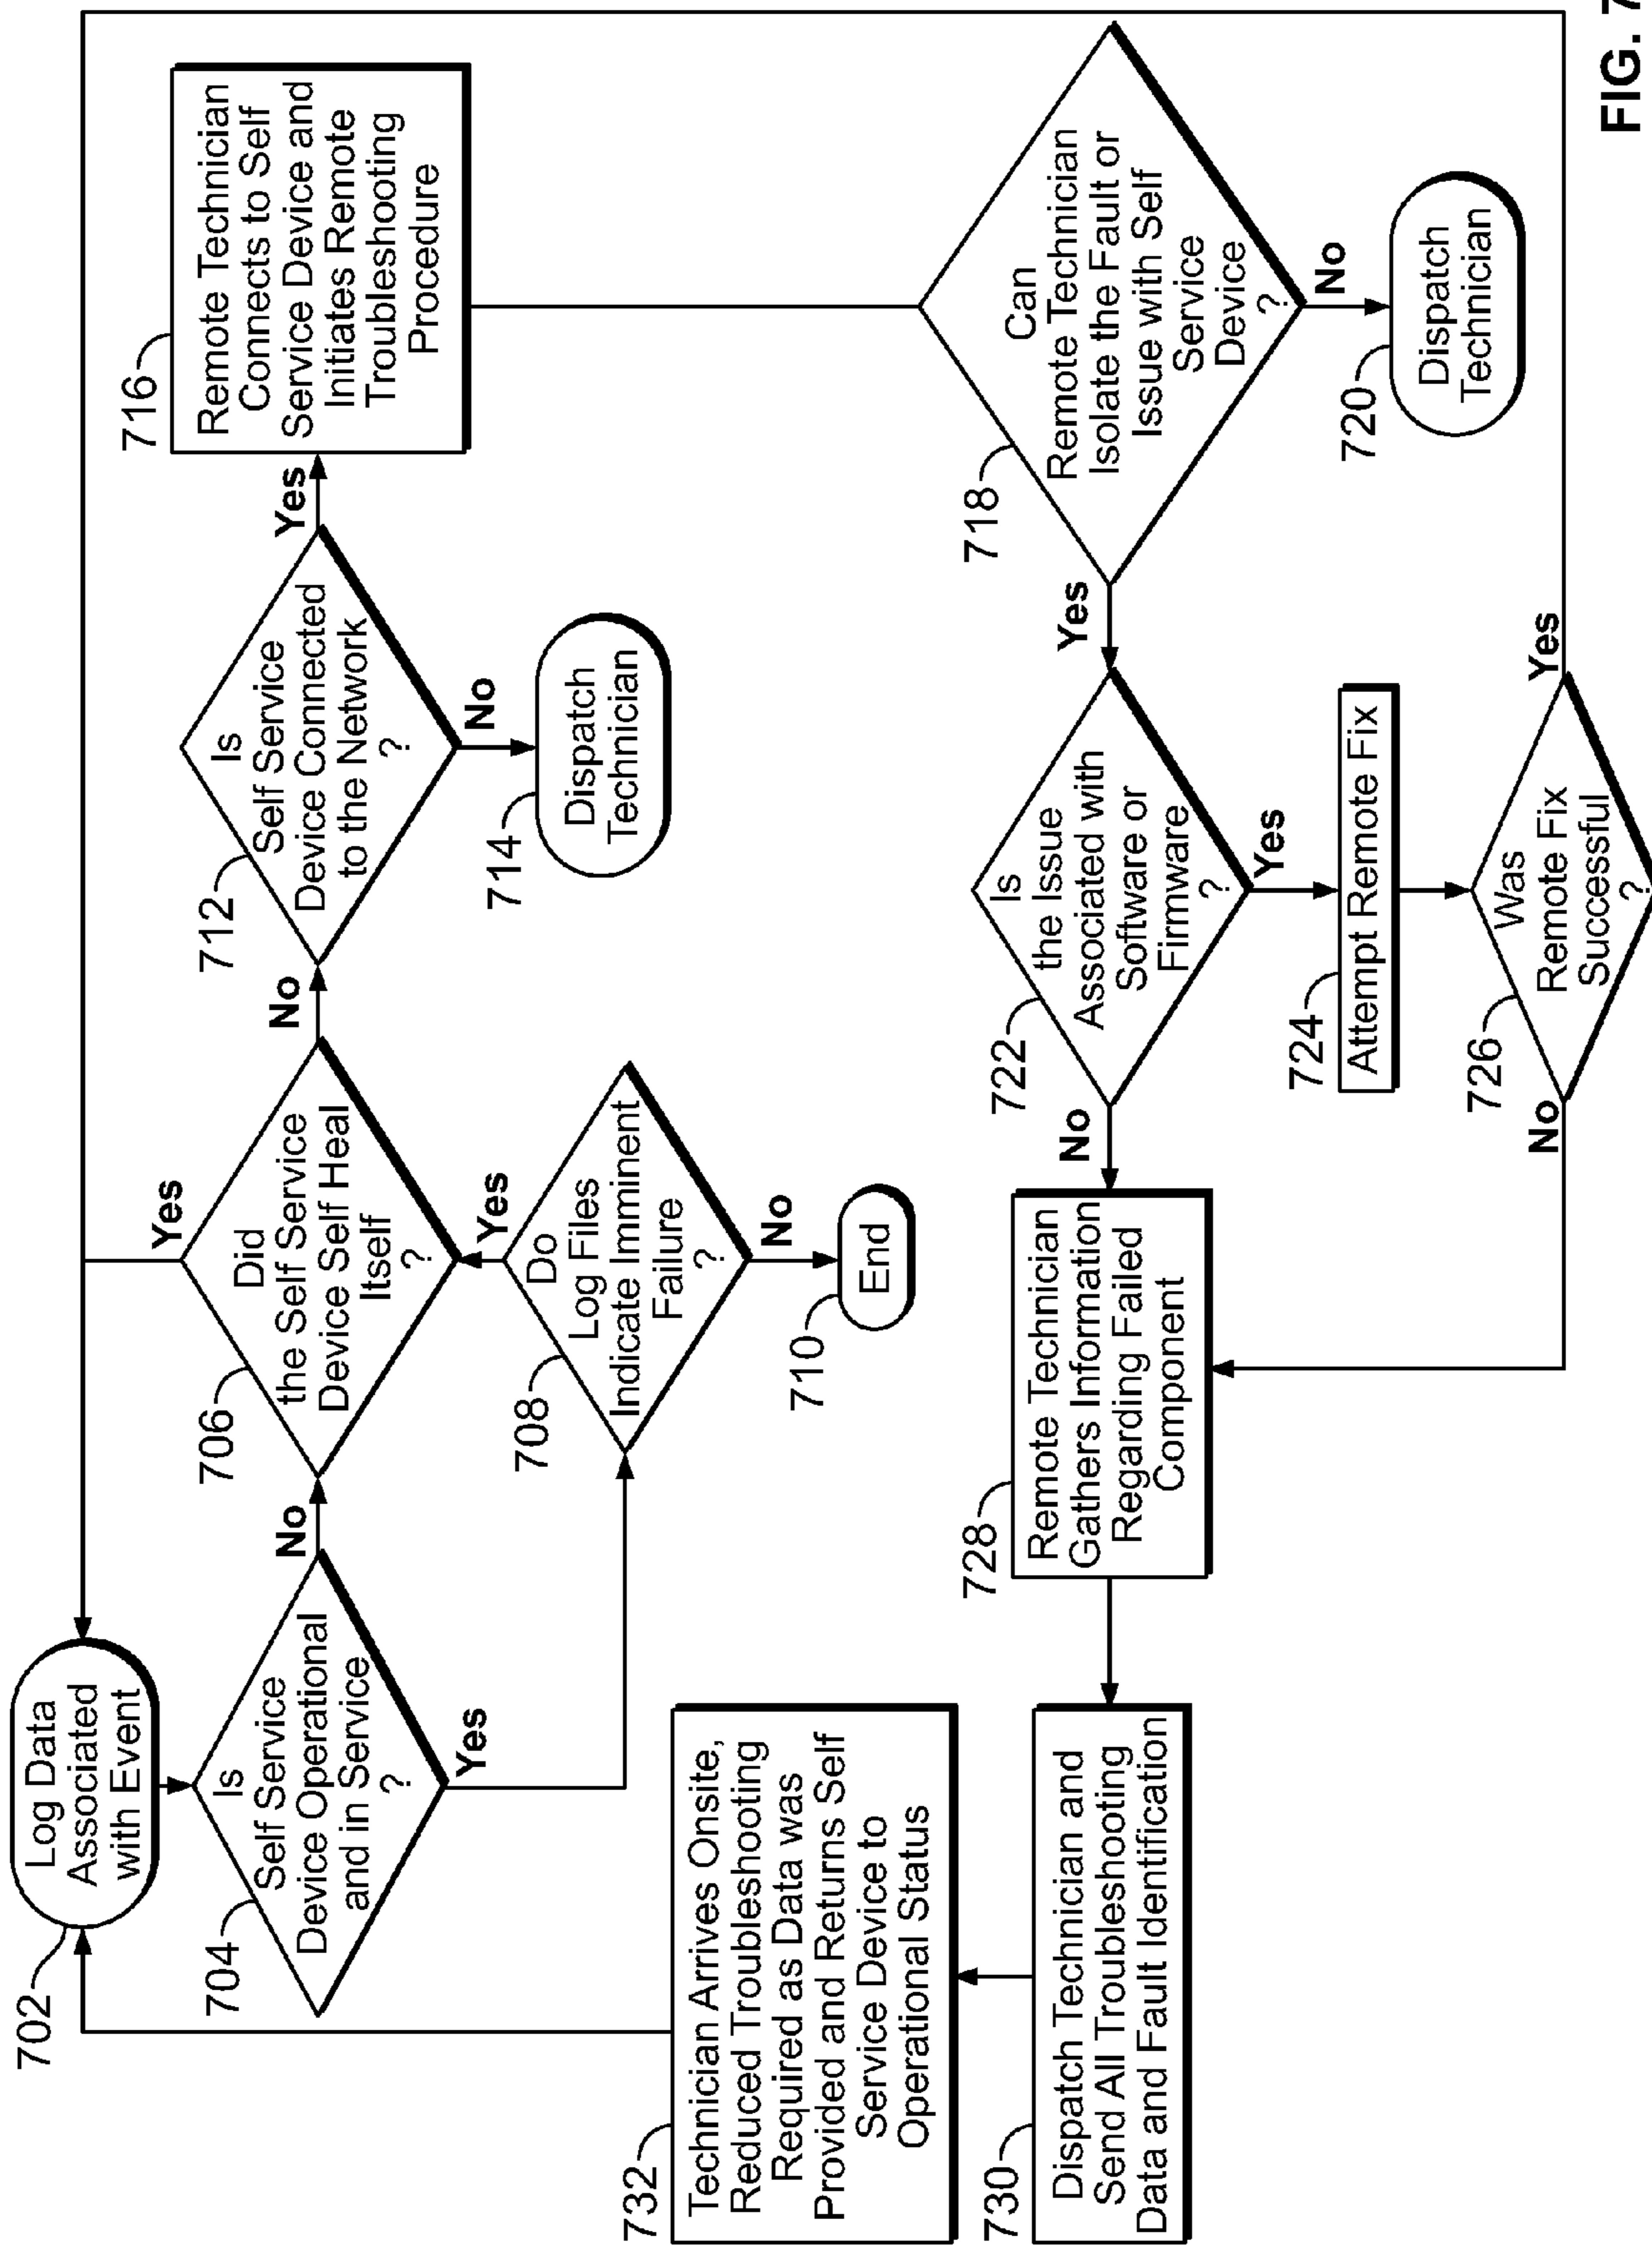 702
Log Data
Associated
with Event
704
Is
Self Service
Device Operational
and in Service
?
No
Yes
706
Did
the Self Service
Device Self Heal
Itself
?
Yes
No
708
Do
Log Files
Indicate Imminent
Failure
?
Yes
No
710
End
712
Is
Self Service
Device Connected
to the Network
?
Yes
No
714
Dispatch
Technician
716
Remote Technician
Connects to Self
Service Device and
Initiates Remote
Troubleshooting
Procedure
718
Can
Remote Technician
Isolate the Fault or
Issue with Self
Service
Device
?
Yes
No
720
Dispatch
Technician
722
Is
the Issue
Associated with
Software or
Firmware
?
No
Yes
724
Attempt Remote Fix
726
Was
Remote Fix
Successful
?
No
Yes
728
Remote Technician
Gathers Information
Regarding Failed
Component
730
Dispatch Technician and
Send All Troubleshooting
Data and Fault Identification
732
Technician Arrives Onsite,
Reduced Troubleshooting
Required as Data was
Provided and Returns Self
Service Device to
Operational Status
FIG. 7